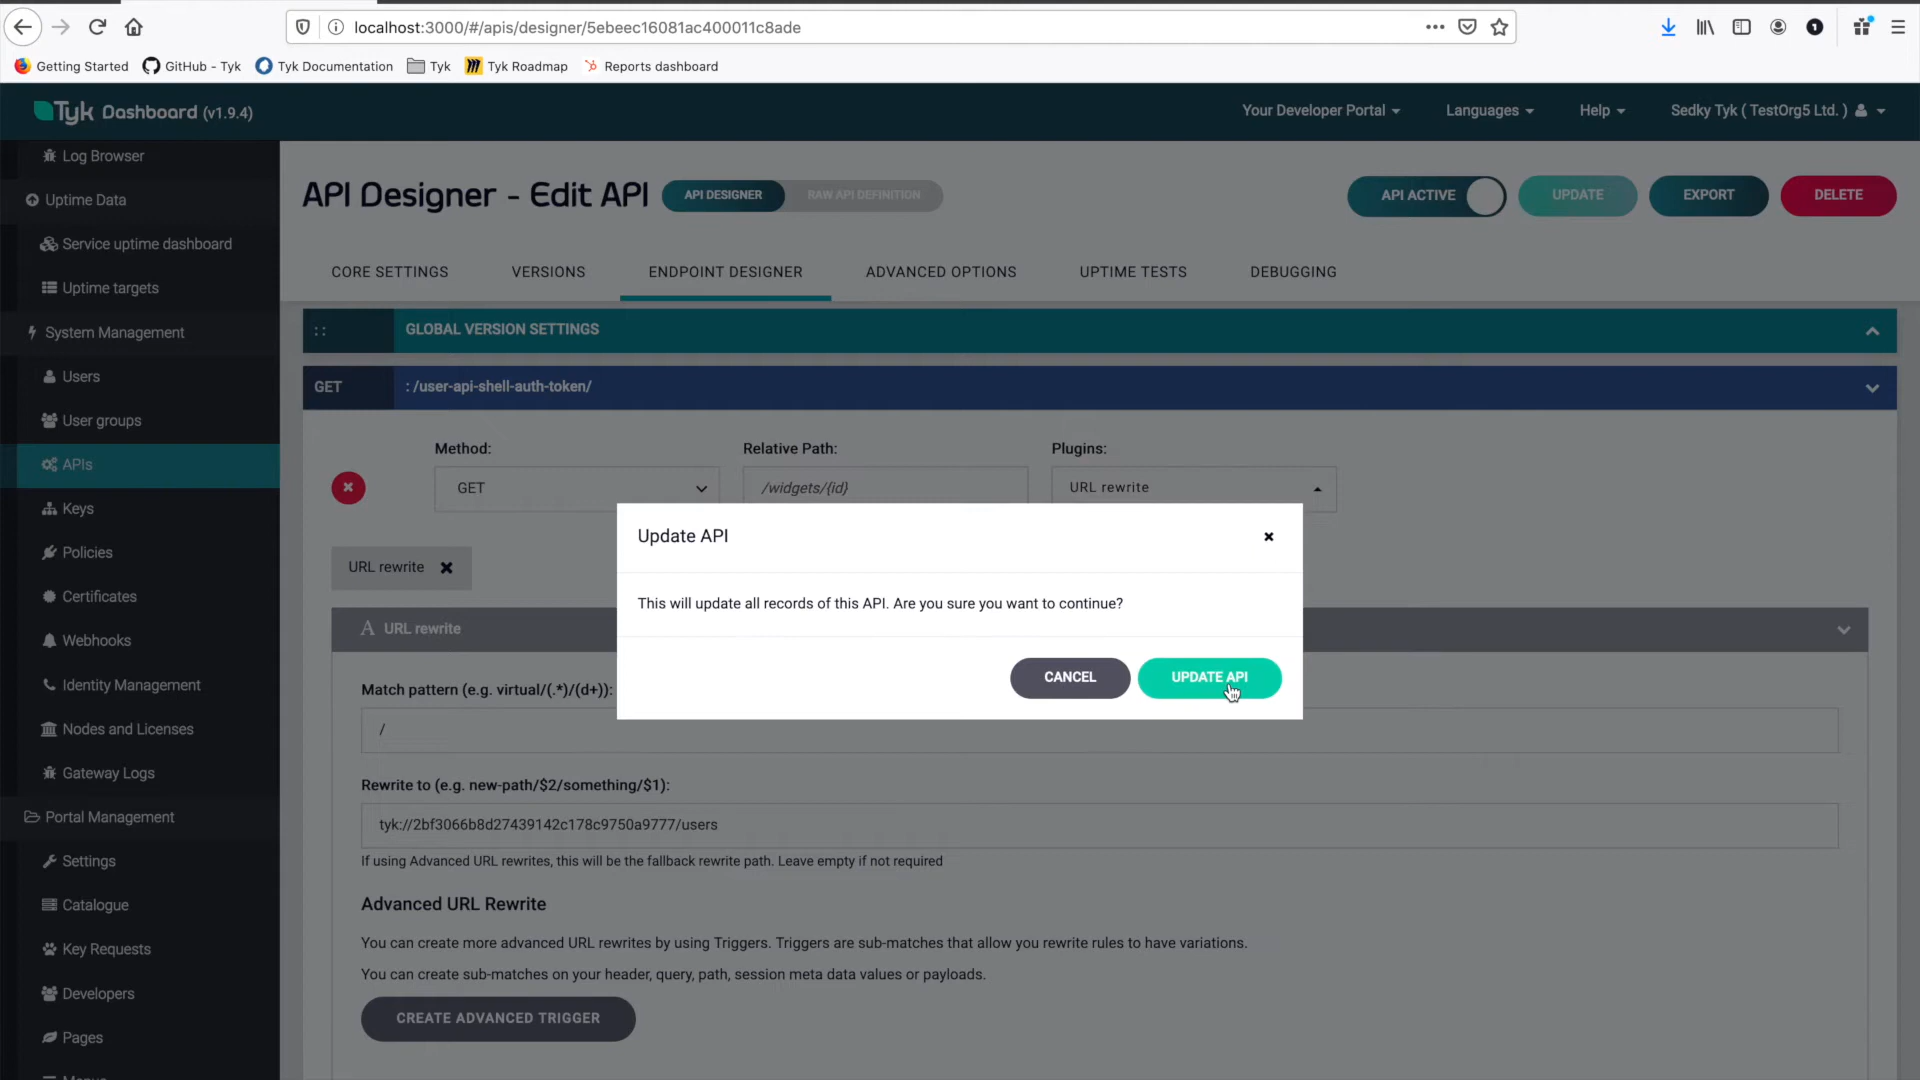 localhost:3000/#/apis/designer/5ebeec16081ac400011c8ade
Getting Started GitHub - Tyk Tyk Documentation Tyk Tyk Roadmap Reports dashboard
Tyk Dashboard (v1.9.4) Your Developer Portal Languages Help Sedky Tyk ( TestOrg5 Ltd. )
Log Browser
Uptime Data
Service uptime dashboard
Uptime targets
System Management
Users
User groups
APIs
Keys
Policies
Certificates
Webhooks
Identity Management
Nodes and Licenses
Gateway Logs
Portal Management
Settings
Catalogue
Key Requests
Developers
Pages
API Designer - Edit API API DESIGNER RAW API DEFINITION API ACTIVE UPDATE EXPORT DELETE
CORE SETTINGS VERSIONS ENDPOINT DESIGNER ADVANCED OPTIONS UPTIME TESTS DEBUGGING
:: GLOBAL VERSION SETTINGS
GET : /user-api-shell-auth-token/
Method: Relative Path: Plugins:
GET /widgets/{id} URL rewrite
URL rewrite
A URL rewrite
Update API
This will update all records of this API. Are you sure you want to continue?
CANCEL UPDATE API
Match pattern (e.g. virtual/(.*)/(d+)):
/
Rewrite to (e.g. new-path/$2/something/$1):
tyk://2bf3066b8d27439142c178c9750a9777/users
If using Advanced URL rewrites, this will be the fallback rewrite path. Leave empty if not required
Advanced URL Rewrite
You can create more advanced URL rewrites by using Triggers. Triggers are sub-matches that allow you rewrite rules to have variations.
You can create sub-matches on your header, query, path, session meta data values or payloads.
CREATE ADVANCED TRIGGER